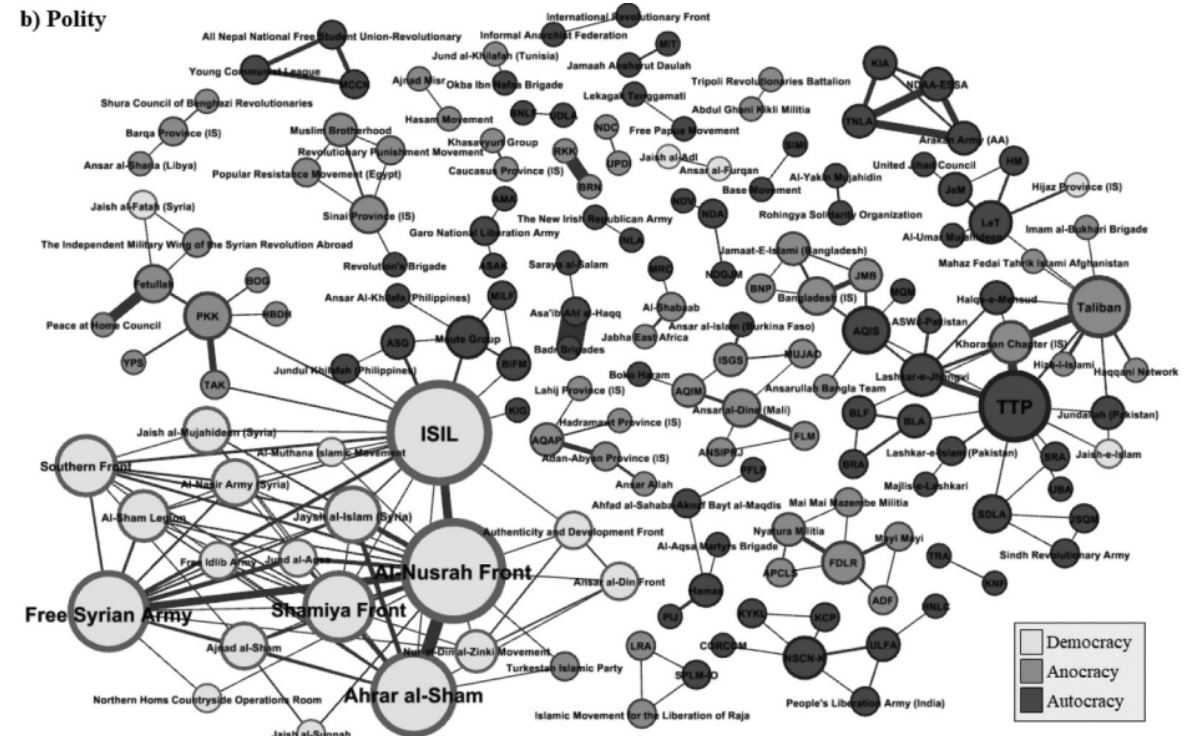 b) Polity
International Revolutionary Front
All Nepal National Free Student Union-Revolutionary
Informal Anarchist Federation
MIT
Jund al-Khilafah (Tunisia)
KIA
Young Communist League
Jamaah Ansharut Daulah
MCCN
Ajnad Misr
Okba Ibn Nafaa Brigade
Tripoli Revolutionaries Battalion
NDAA-ESSA
Lekagak Tenggamati
Shura Council of Benghazi Revolutionaries
Abdul Ghani Kikli Militia
BNLF
CDLA
Hasam Movement
TNLA
NDC
Free Papua Movement
Muslim Brotherhood
Barqa Province (IS)
Arakan Army (AA)
Khasavyurt Group
SIMI
Revolutionary Punishment Movement
RKK
Jaish al-Adl
HM
Ansar al-Sharia (Libya)
UPD
United Jihad Council
Popular Resistance Movement (Egypt)
Caucasus Province (IS)
Ansar al-Furqan
Al-Yakin Mujahidin
BRN
Base Movement
JeM
Hijaz Province (IS)
AMA
NDV
Jaish al-Fatah (Syria)
Sinai Province (IS)
The New Irish Republican Army
NDA
Rohingya Solidarity Organization
LeT
Imam al-Bukhari Brigade
Garo National Liberation Army
INLA
Al-Umar Mujahideen
The Independent Military Wing of the Syrian Revolution Abroad
Jamaat-E-Islami (Bangladesh)
Revolution's Brigade
ASAK
Saraya al-Salam
MRC
NDGJM
JMB
Mahaz Fedai Tahrik Islami Afghanistan
Fetullah
BOG
BNP
Ansar Al-Khilafa (Philippines)
MILF
Bangladesh (IS)
MQM
Halqa-e-Mahsud
Al-Shabaab
Taliban
PKK
HBDH
Asa'ib Ahl al-Haqq
Peace at Home Council
Ansar al-Islam (Burkina Faso)
AQIS
ASWJ-Pakistan
Maute Group
Jabha East Africa
ASG
Khorasan Chapter (IS)
Badr Brigades
YPS
ISGS
MUJAO
BIFM
Hizb-i-Islami
Jundul Khilafah (Philippines)
Boko Haram
Haqqani Network
TAK
Lashkar-e-Jhangvi
Lahij Province (IS)
AQIM
Ansarullah Bangla Team
TTP
KIG
Ansar al-Dine (Mali)
BLF
Jundallah (Pakistan)
Hadramawt Province (IS)
BLA
Jaish al-Mujahideen (Syria)
ISIL
FLM
AQAP
Al-Muthana Islamic Movement
ANSIPRJ
Lashkar-e-Islam (Pakistan)
Jaish-e-Islam
Adan-Abyan Province (IS)
SRA
Southern Front
BRA
PFLP
Al-Nasir Army (Syria)
Ansar Allah
Majlis-e-Lashkari
UBA
Mai Mai Mazembe Militia
Ahfad al-Sahaba-Aknaf Bayt al-Maqdis
Al-Sham Legion
Jaysh al-Islam (Syria)
SDLA
JSQM
Authenticity and Development Front
Nyatura Militia
Mayi Mayi
Al-Aqsa Martyrs Brigade
Sindh Revolutionary Army
Free Idlib Army
Jund al-Aqsa
TRA
Al-Nusrah Front
FDLR
APCLS
Ansar al-Din Front
KNF
Hamas
ADF
HNLC
Free Syrian Army
Shamiya Front
PIJ
KYKL
KCP
Ajnad al-Sham
LRA
CORCOM
ULFA
Nur al-Din al-Zinki Movement
NSCN-K
Democracy
Turkestan Islamic Party
SPLM-IO
Anocracy
Ahrar al-Sham
Northern Homs Countryside Operations Room
People's Liberation Army (India)
Autocracy
Islamic Movement for the Liberation of Raja
Jaish al-Sunnah